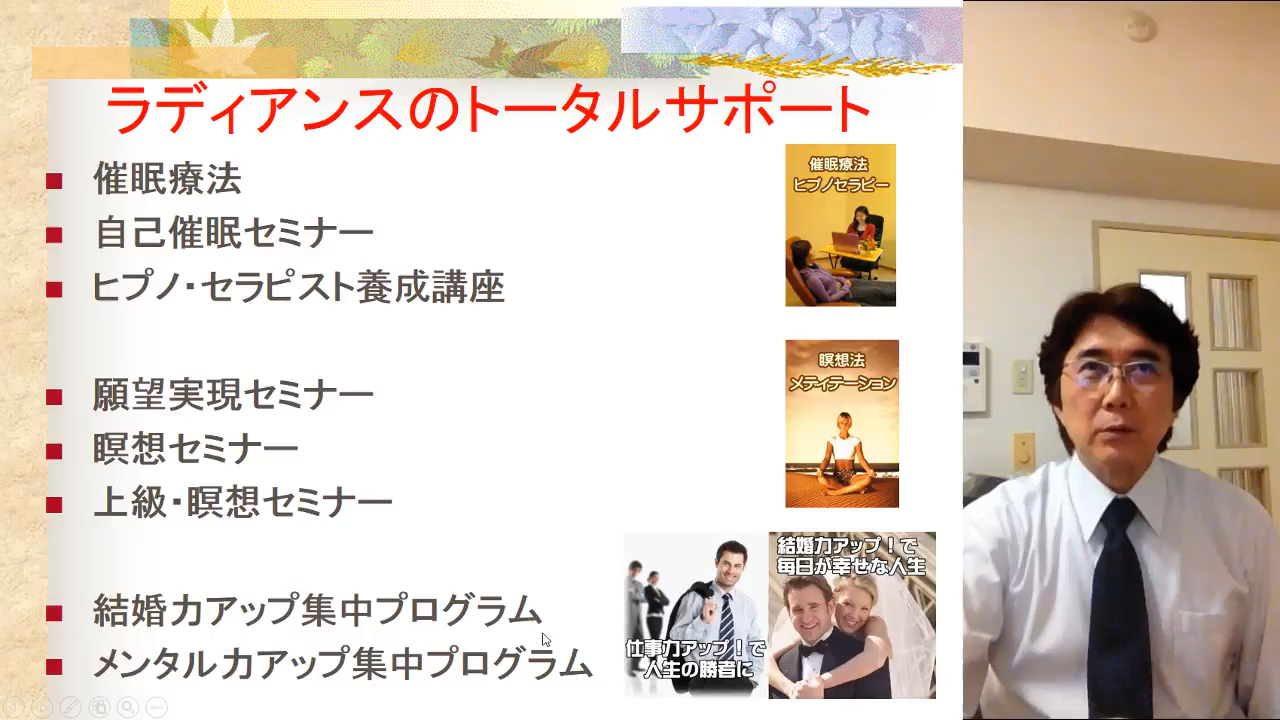 ラディアンスのトータルサポート
催眠療法
自己催眠セミナー
ヒプノ・セラピスト養成講座
願望実現セミナー
瞑想セミナー
上級・瞑想セミナー
結婚力アップ集中プログラム
メンタル力アップ集中プログラム
催眠療法
ヒプノセラピー
瞑想法
メディテーション
仕事力アップ！で
人生の勝者に
結婚力アップ！で
毎日が幸せな人生